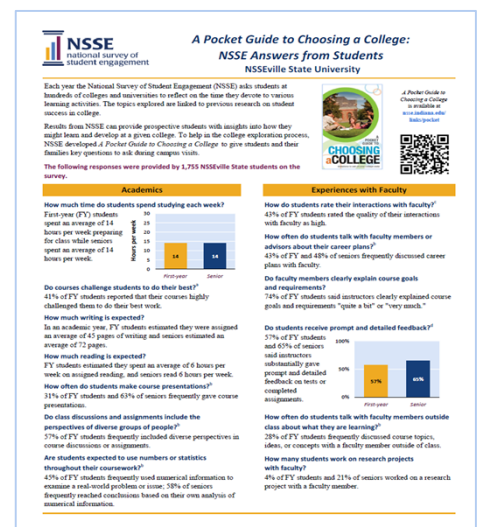 NSSE
national survey of
student engagement
A Pocket Guide to Choosing a College:
NSSE Answers from Students
NSSEville State University
Each year the National Survey of Student Engagement (NSSE) asks students at
hundreds of colleges and universities to reflect on the time they devote to various
learning activities. The topics explored are linked to previous research on student
success in college.
Results from NSSE can provide prospective students with insights into how they
might learn and develop at a given college. To help in the college exploration process,
NSSE developed A Pocket Guide to Choosing a College to give students and their
families key questions to ask during campus visits.
The following responses were provided by 1,755 NSSEville State students on the
survey.
CHOOSING
aCOLLEGE
A Pocket Guide to
Choosing a College
is available at
nsse.indiana.edu/
links/pocket
Academics
How much time do students spend studying each week?
First-year (FY) students
spent an average of 14
hours per week preparing
for class while seniors
spent an average of 14
hours per week.
Hours per week
30
25
20
15
10
5
0
14
14
First-year
Senior
Do courses challenge students to do their best?a
41% of FY students reported that their courses highly
challenged them to do their best work.
How much writing is expected?
In an academic year, FY students estimated they were assigned
an average of 45 pages of writing and seniors estimated an
average of 72 pages.
How much reading is expected?
FY students estimated they spent an average of 6 hours per
week on assigned reading, and seniors read 6 hours per week.
How often do students make course presentations?b
31% of FY students and 63% of seniors frequently gave course
presentations.
Do class discussions and assignments include the
perspectives of diverse groups of people?b
57% of FY students frequently included diverse perspectives in
course discussions or assignments.
Are students expected to use numbers or statistics
throughout their coursework?b
45% of FY students frequently used numerical information to
examine a real-world problem or issue; 58% of seniors
frequently reached conclusions based on their own analysis of
numerical information.
Experiences with Faculty
How do students rate their interactions with faculty?c
43% of FY students rated the quality of their interactions
with faculty as high.
How often do students talk with faculty members or
advisors about their career plans?b
43% of FY and 48% of seniors frequently discussed career
plans with faculty.
Do faculty members clearly explain course goals
and requirements?
74% of FY students said instructors clearly explained course
goals and requirements "quite a bit" or "very much."
Do students receive prompt and detailed feedback?d
57% of FY students
and 65% of seniors
said instructors
substantially gave
prompt and detailed
feedback on tests or
completed
assignments.
100%
50%
0%
57%
65%
First-year
Senior
How often do students talk with faculty members outside
class about what they are learning?b
28% of FY students frequently discussed course topics,
ideas, or concepts with a faculty member outside of class.
How many students work on research projects
with faculty?
4% of FY students and 21% of seniors worked on a research
project with a faculty member.